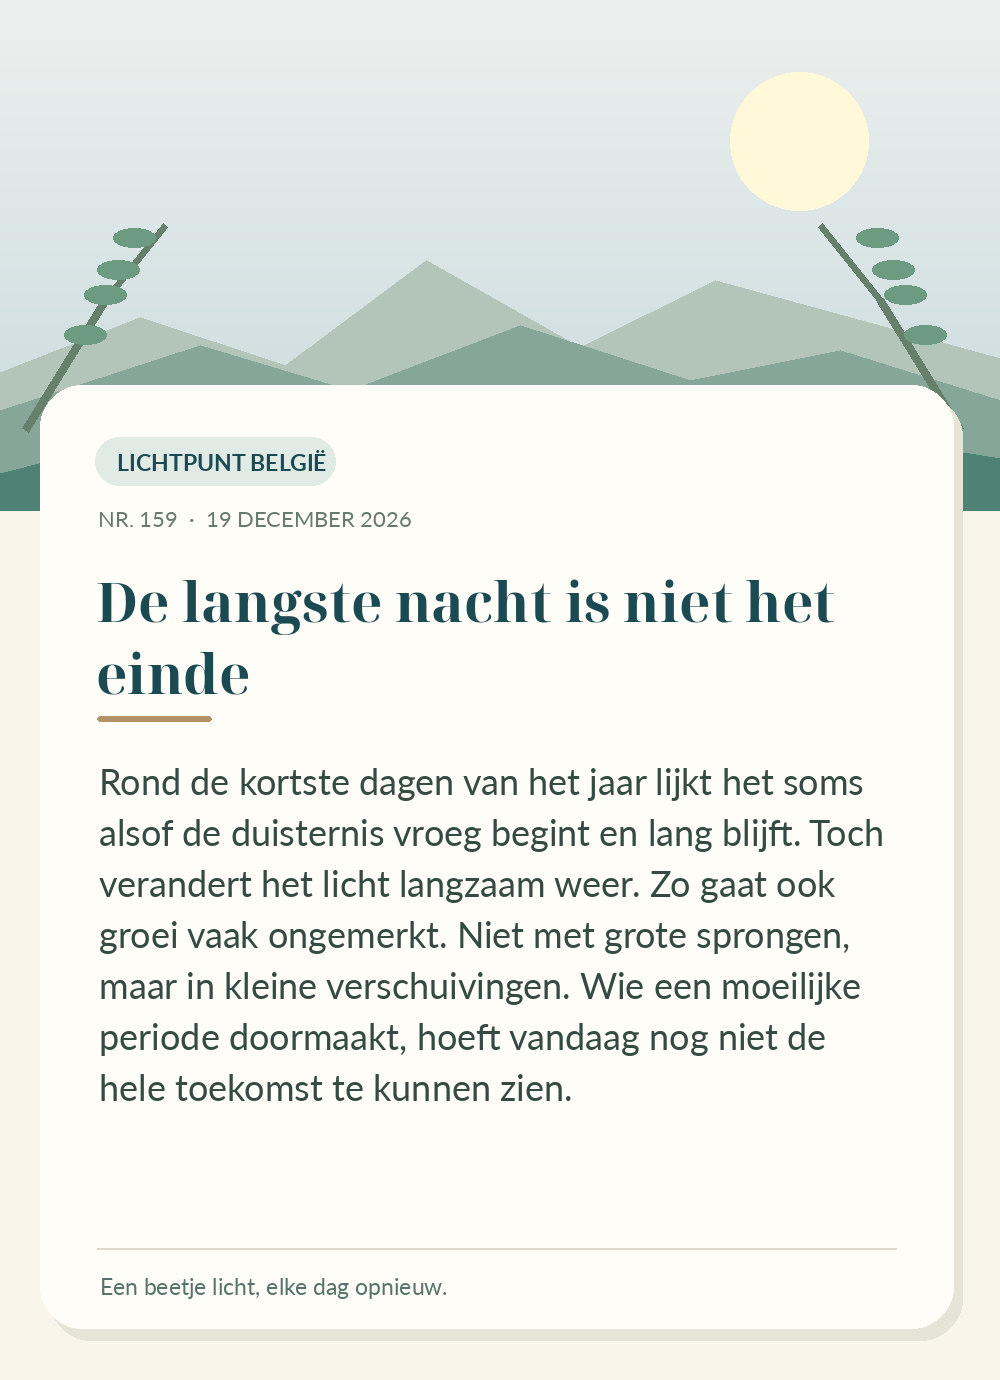 LICHTPUNT BELGIË
NR. 159 · 19 DECEMBER 2026
De langste nacht is niet het
einde
Rond de kortste dagen van het jaar lijkt het soms
alsof de duisternis vroeg begint en lang blijft. Toch
verandert het licht langzaam weer. Zo gaat ook
groei vaak ongemerkt. Niet met grote sprongen,
maar in kleine verschuivingen. Wie een moeilijke
periode doormaakt, hoeft vandaag nog niet de
hele toekomst te kunnen zien.
Een beetje licht, elke dag opnieuw.